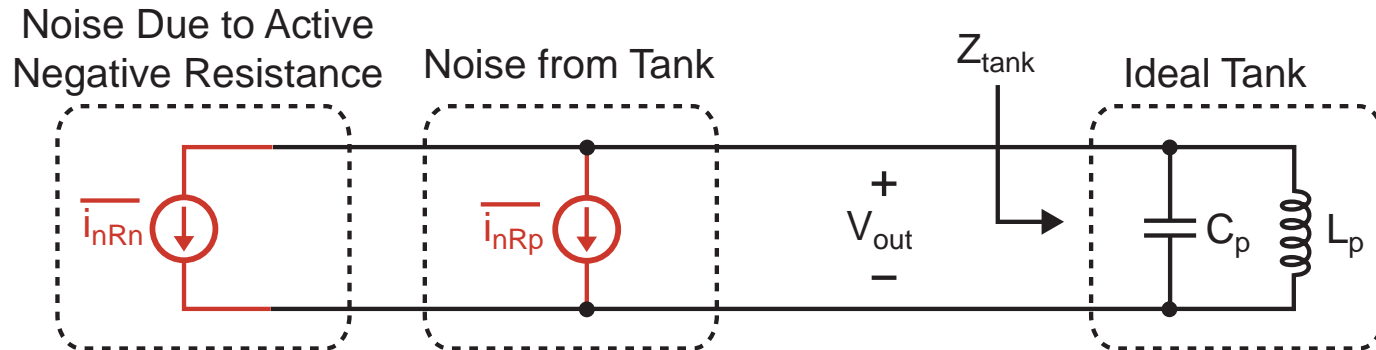 Noise Due to Active
Negative Resistance
Noise from Tank
Z_tank
Ideal Tank
i_nRn
i_nRp
+
V_out
−
C_p
L_p